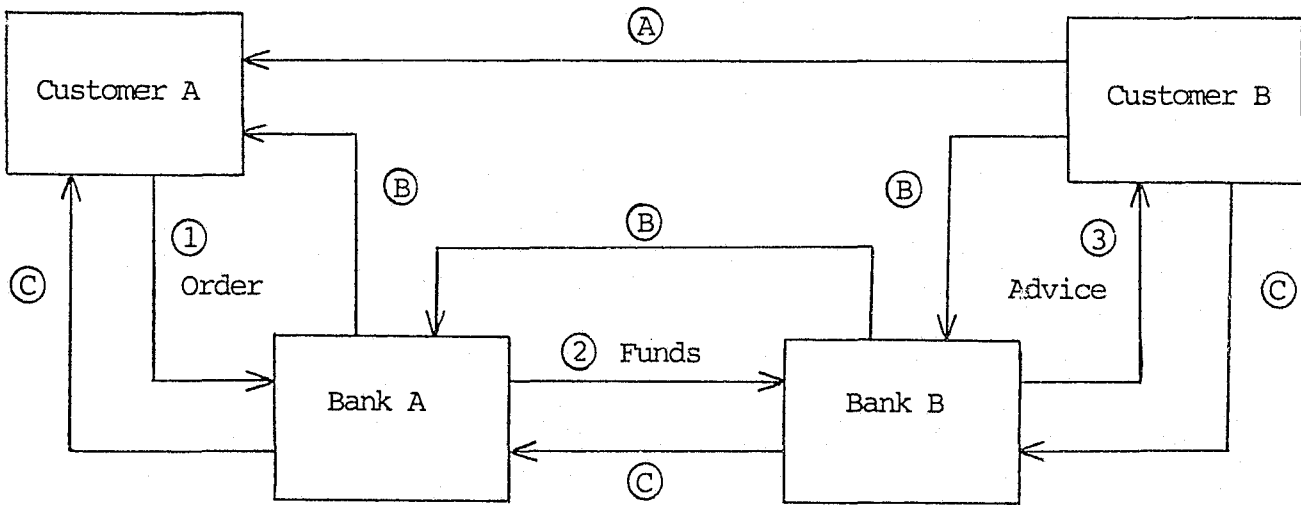 Ⓐ
Customer A
Customer B
Ⓑ
Ⓑ
Ⓑ
①
③
Ⓒ
Order
Advice
Ⓒ
② Funds
Bank A
Bank B
Ⓒ